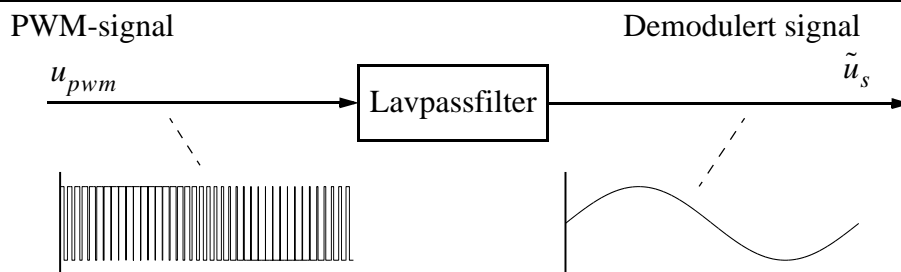 PWM-signal
Demodulert signal
u_pwm
ũ_s
Lavpassfilter